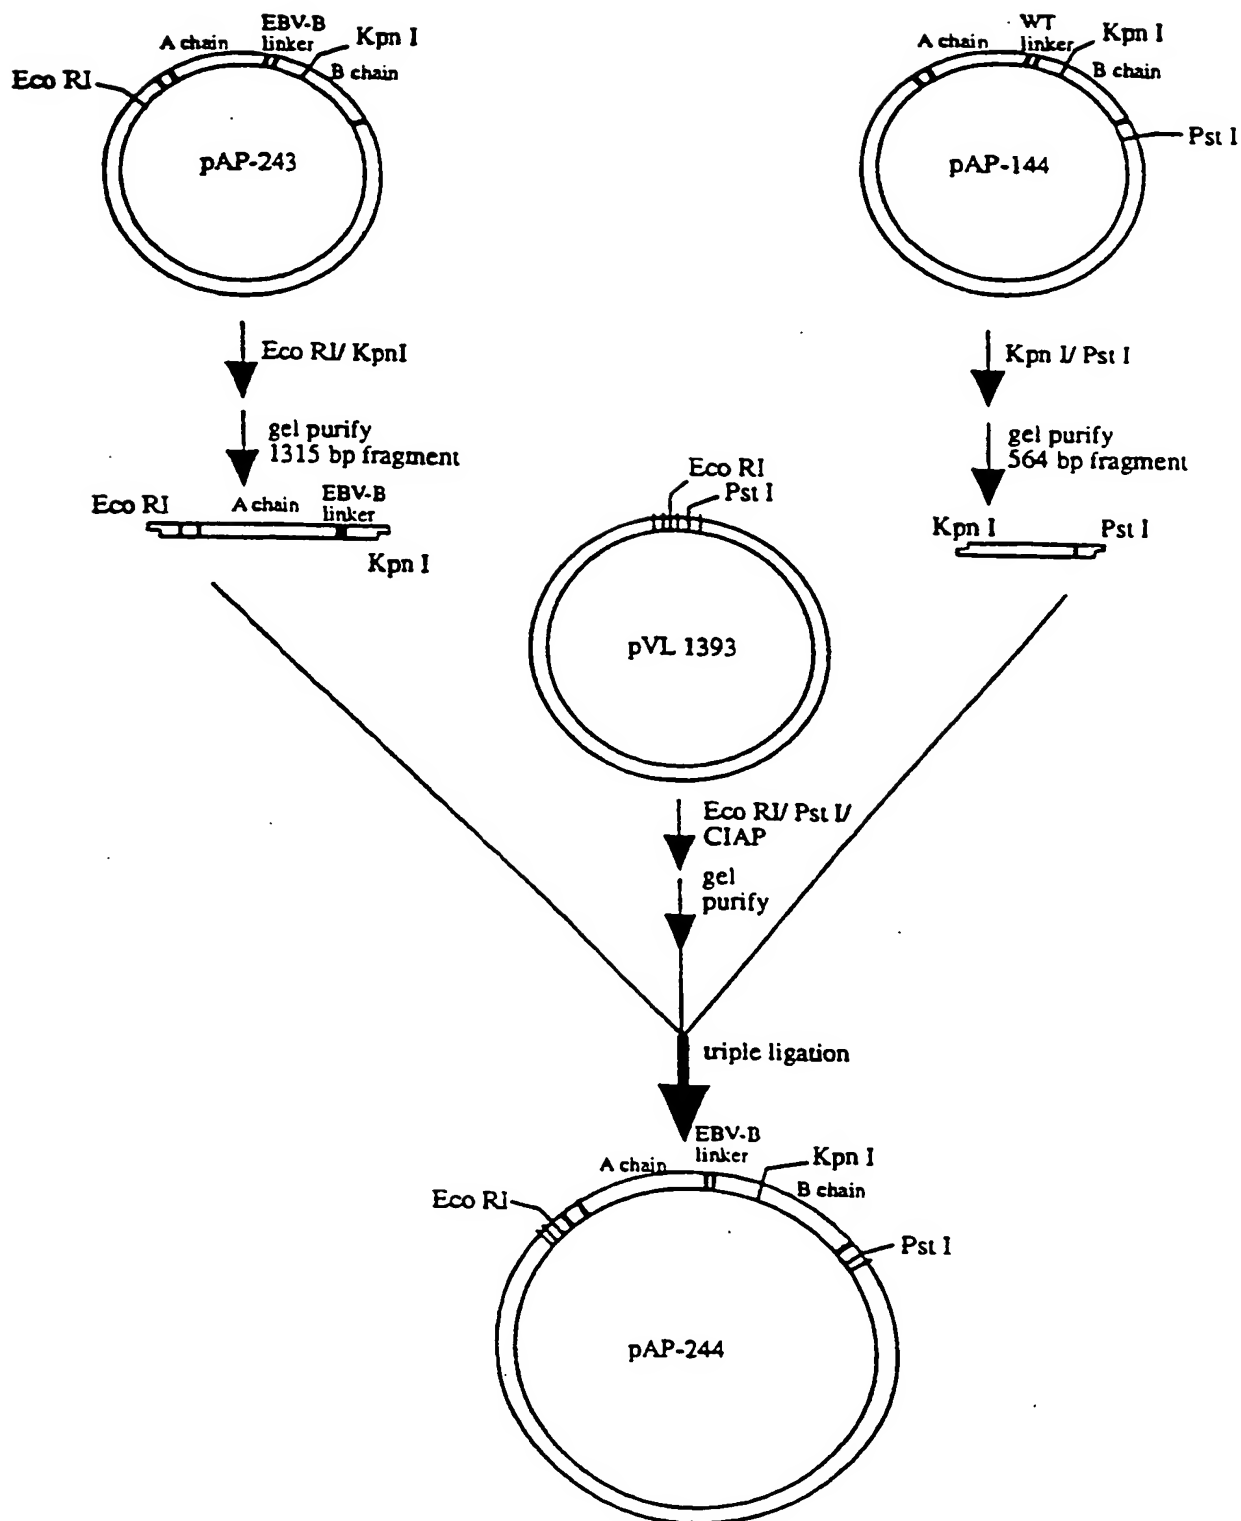 EBV-B
A chain linker Kpn I
Eco RI
B chain
pAP-243
WT
A chain linker Kpn I
B chain
Pst I
pAP-144
Eco RI/ KpnI
gel purify
1315 bp fragment
Eco RI A chain EBV-B
linker
Kpn I
Kpn I/ Pst I
gel purify
564 bp fragment
Kpn I Pst I
Eco RI
Pst I
pVL 1393
Eco RI/ Pst I/
CIAP
gel
purify
triple ligation
EBV-B
linker
A chain Kpn I
B chain
Eco RI
Pst I
pAP-244